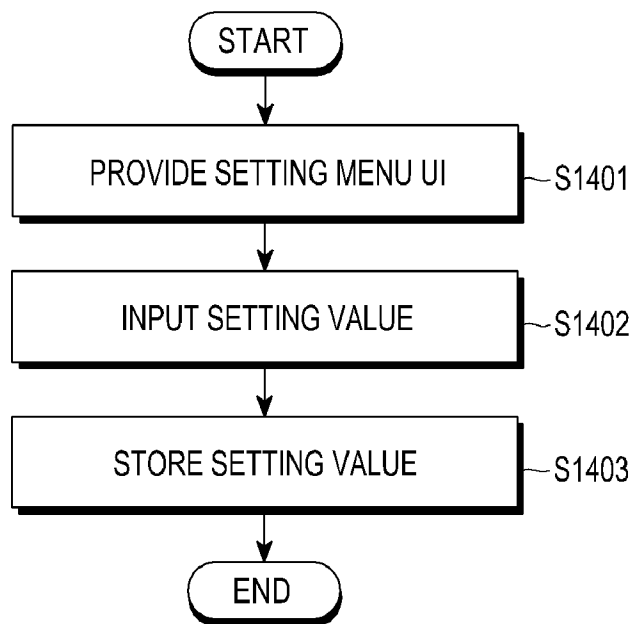 START
PROVIDE SETTING MENU UI
S1401
INPUT SETTING VALUE
S1402
STORE SETTING VALUE
S1403
END